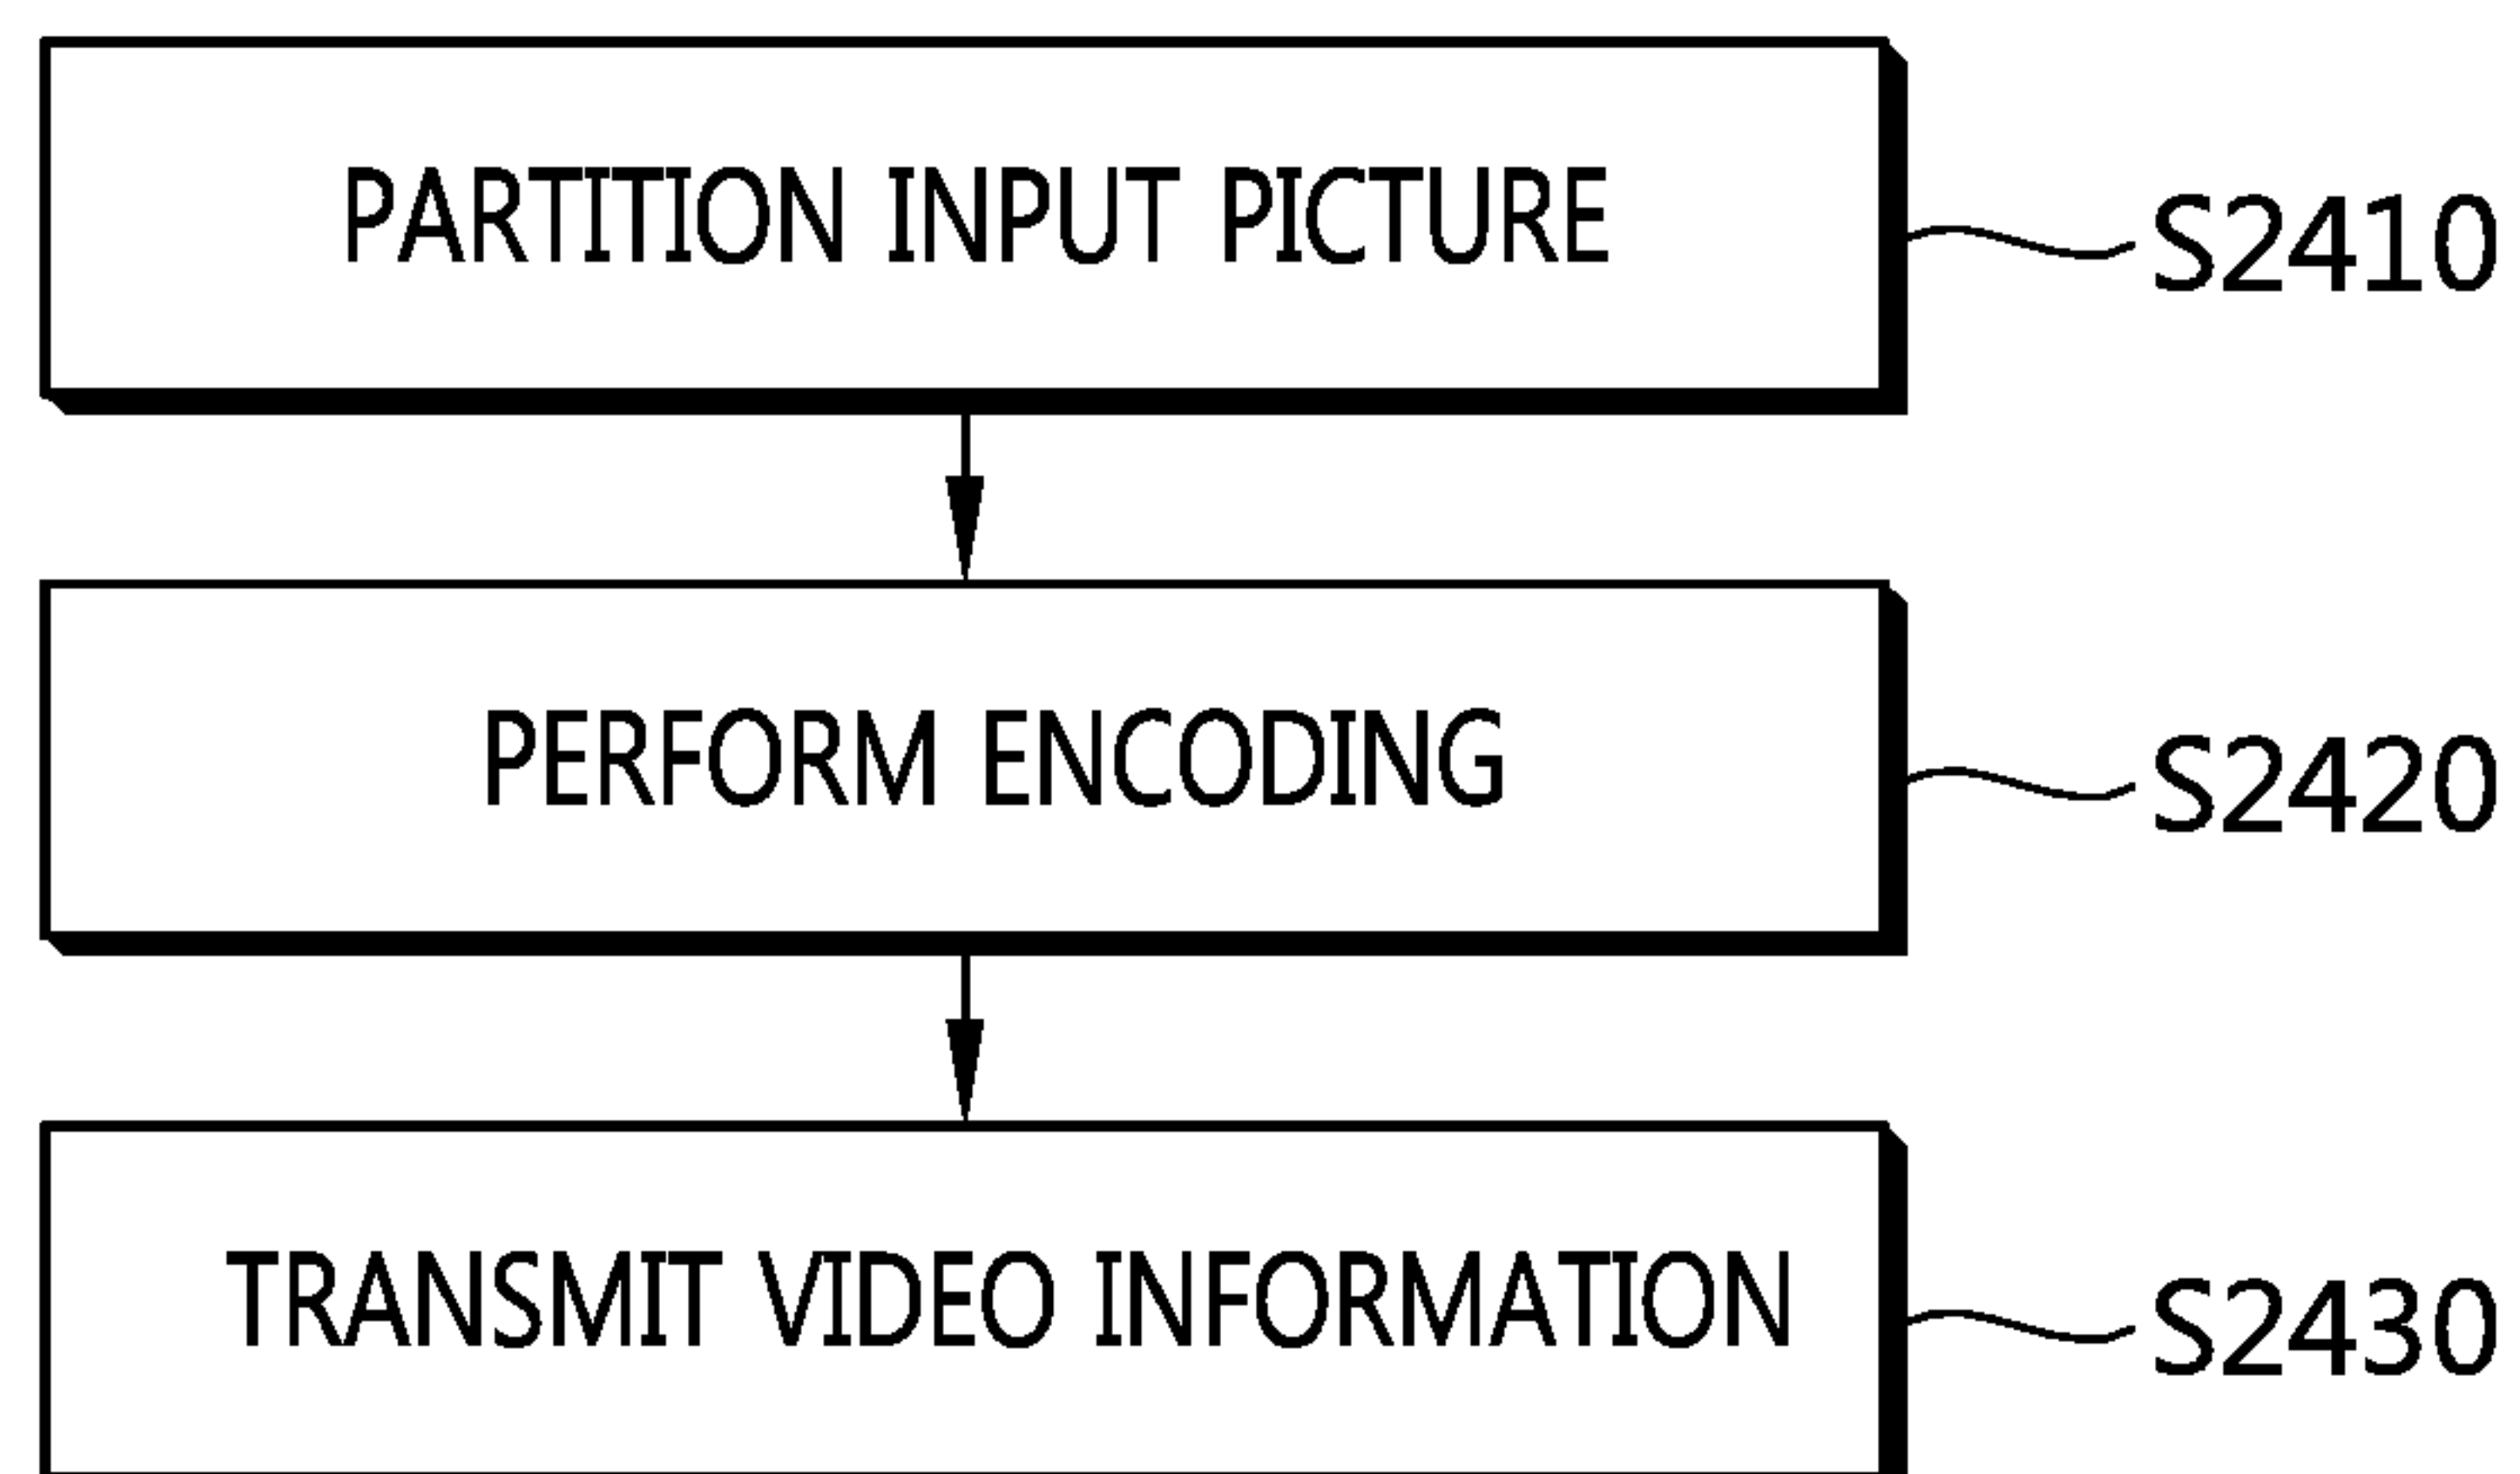 PARTITION INPUT PICTURE
S2410
PERFORM ENCODING
S2420
TRANSMIT VIDEO INFORMATION
S2430